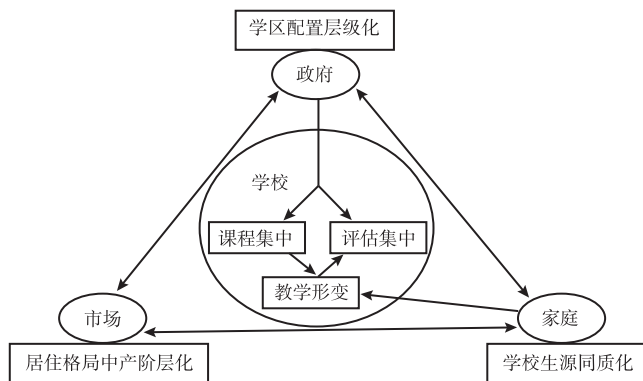 学区配置层级化
政府
学校
课程集中
评估集中
教学形变
市场
家庭
居住格局中产阶层化
学校生源同质化